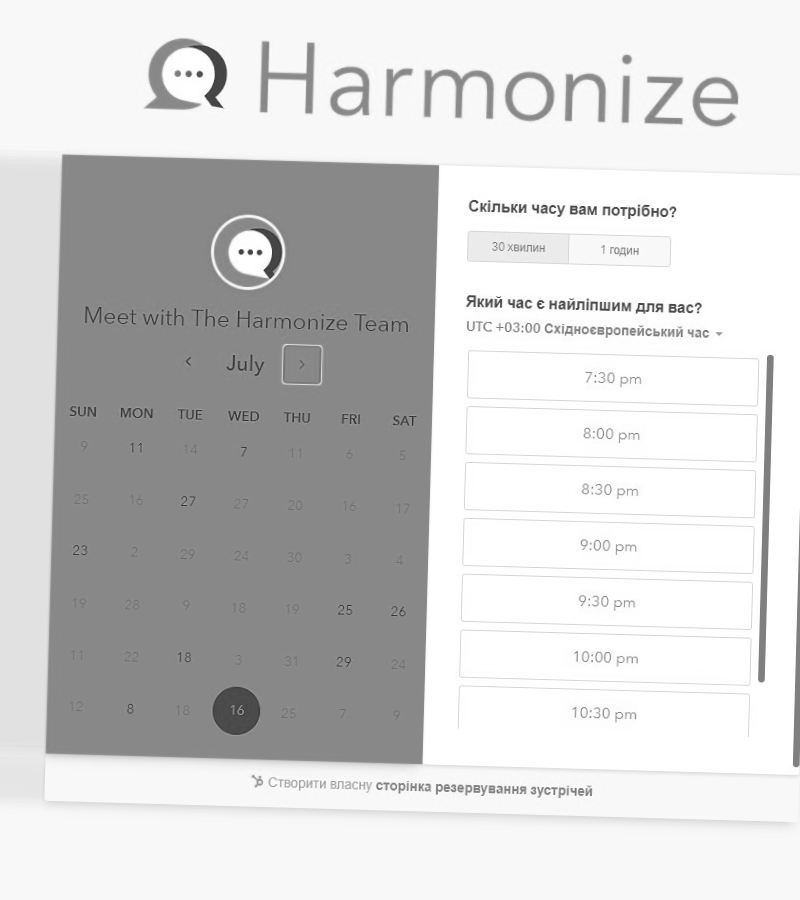 Harmonize
Meet with The Harmonize Team
July
SUN MON TUE WED THU FRI SAT
9 11 14 7 11 6 5
25 16 27 27 20 16 17
23 2 29 24 30 3 4
19 28 9 18 19 25 26
11 22 18 3 31 29 24
12 8 18 16 25 7 9
Скільки часу вам потрібно?
30 хвилин 1 годин
Який час є найліпшим для вас?
UTC +03:00 Східноєвропейський час
7:30 pm
8:00 pm
8:30 pm
9:00 pm
9:30 pm
10:00 pm
10:30 pm
Створити власну сторінка резервування зустрічей